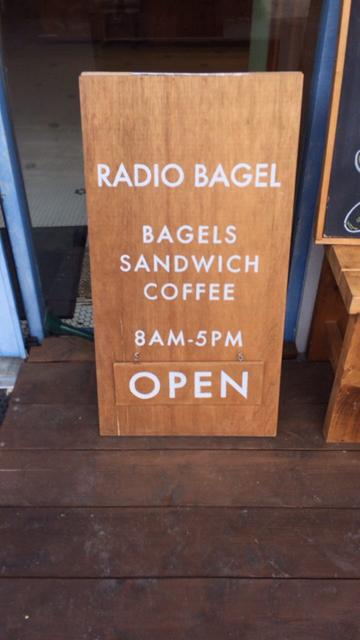 RADIO BAGEL
BAGELS
SANDWICH
COFFEE
8AM-5PM
OPEN